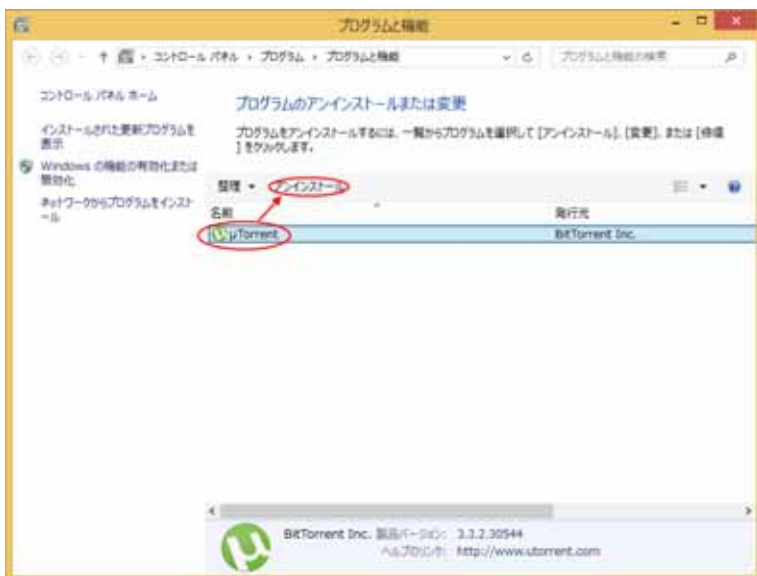 プログラムと機能
コントロール パネル ・ プログラム ・ プログラムと機能
プログラムと機能の検索
コントロール パネル ホーム
インストールされた更新プログラムを
表示
Windows の機能の有効化または
無効化
ネットワークからプログラムをインスト
ール
プログラムのアンインストールまたは変更
プログラムをアンインストールするには、一覧からプログラムを選択して [アンインストール]、[変更]、または [修復
] をクリックします。
整理 アンインストール
名前 発行元
µTorrent BitTorrent Inc.
BitTorrent Inc. 製品バージョン: 3.3.2.30544
ヘルプのリンク: http://www.utorrent.com